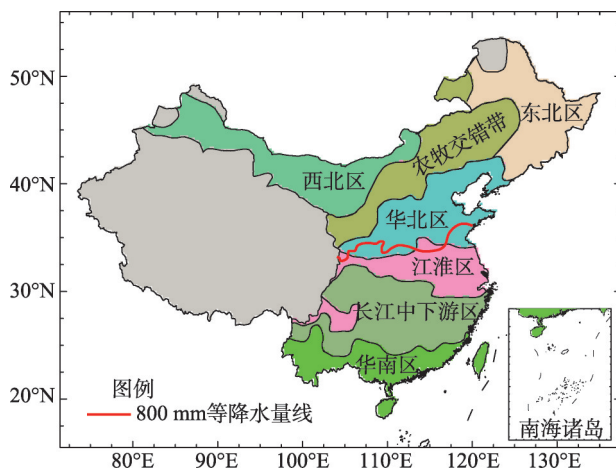 50°N
40°N
30°N
20°N
东北区
农牧交错带
西北区
华北区
江淮区
长江中下游区
华南区
图例
800 mm等降水量线
南海诸岛
80°E
90°E
100°E
110°E
120°E
130°E